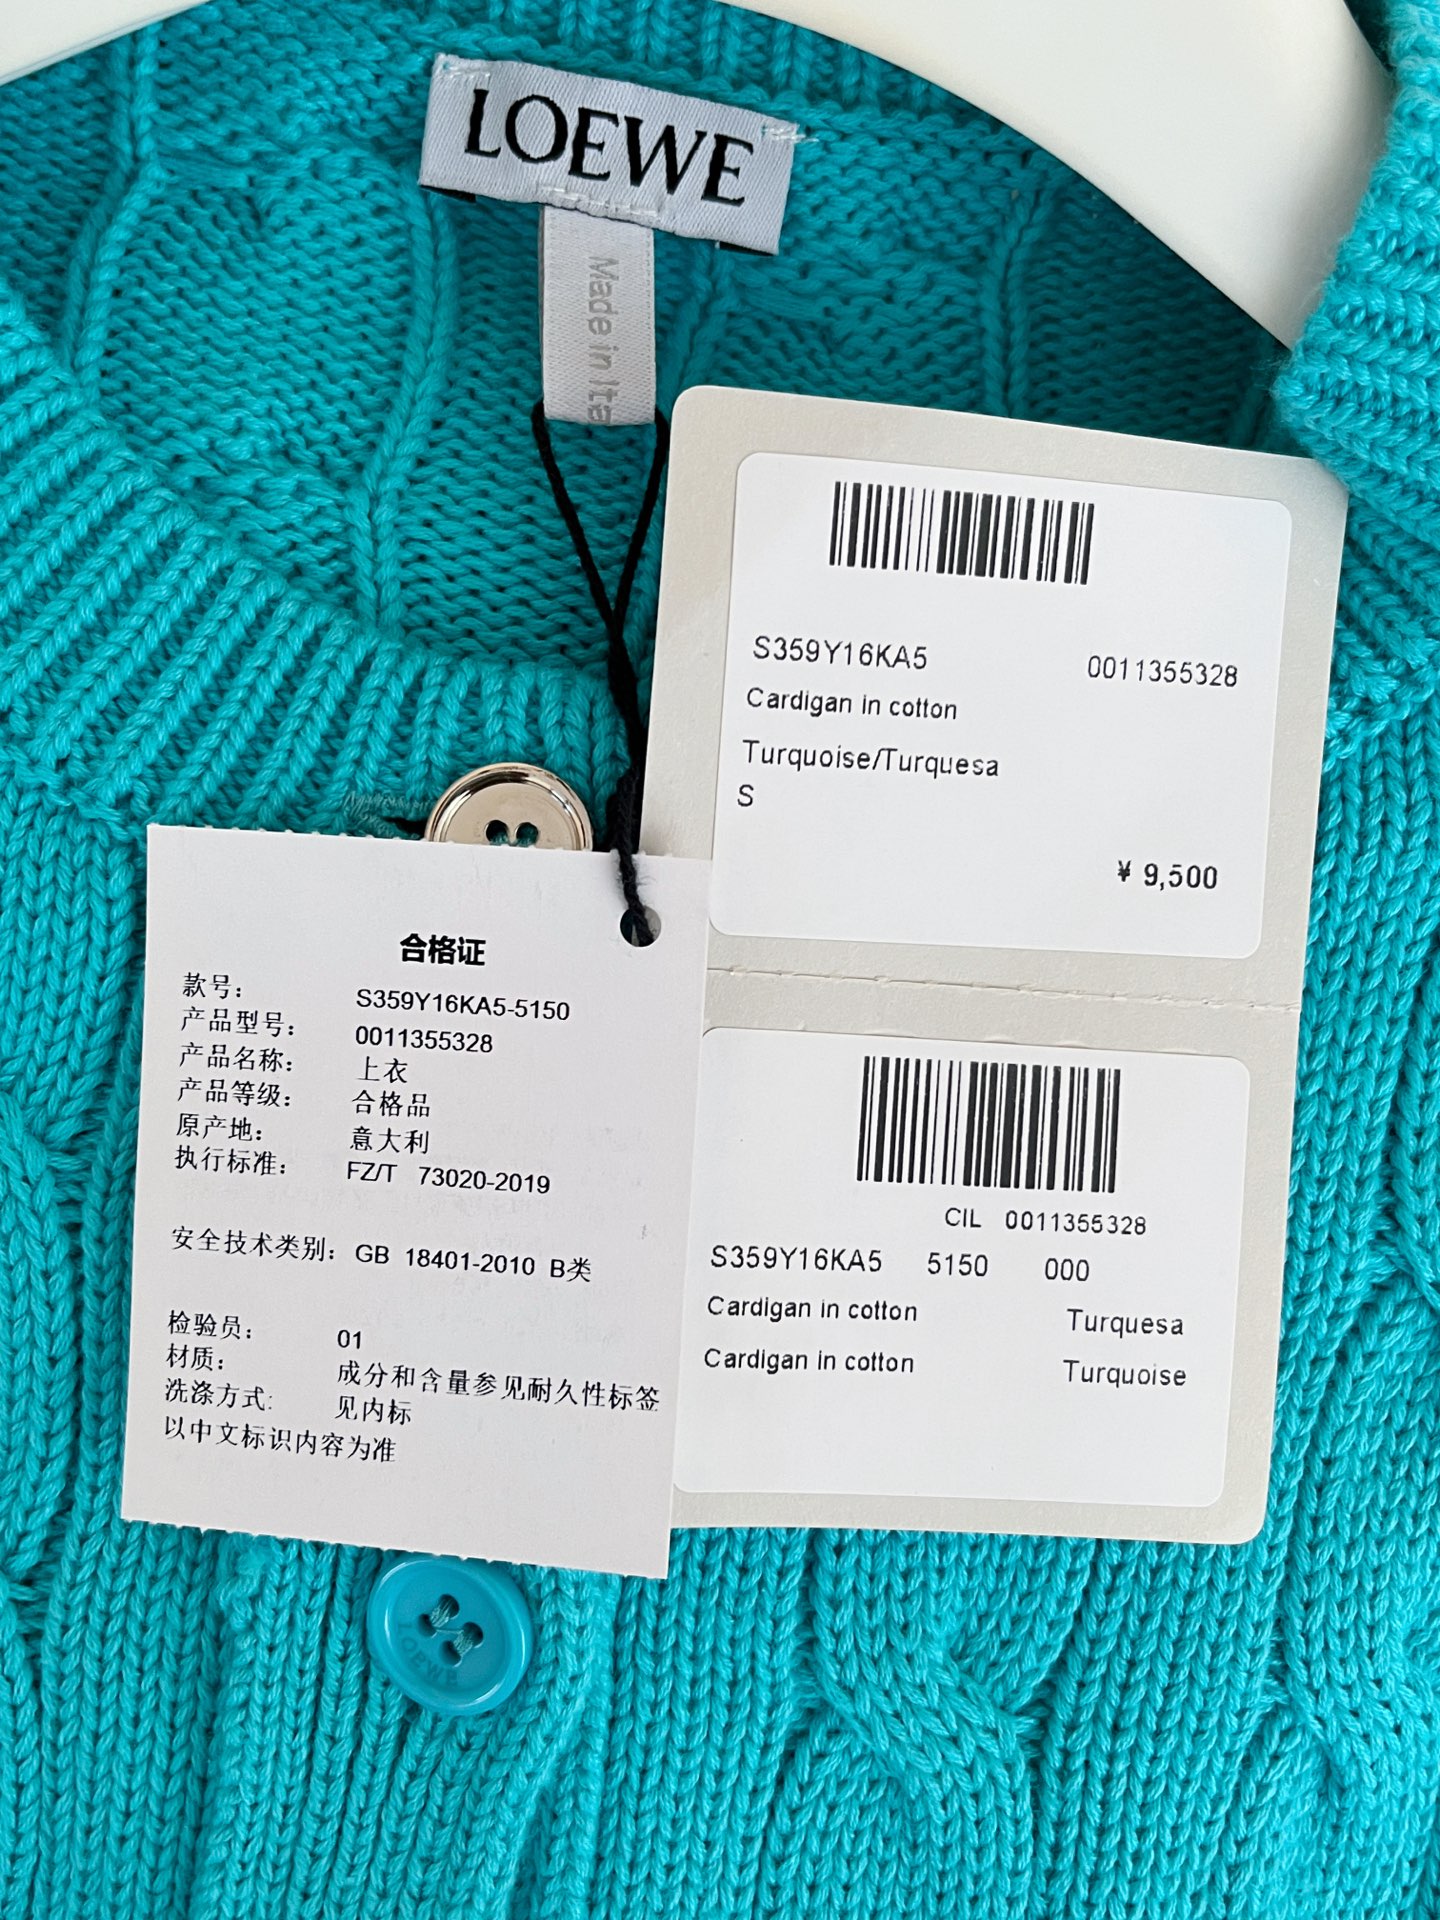 LOEWE
Made in Ita
S359Y16KA5 0011355328
Cardigan in cotton
Turquoise/Turquesa
S
¥ 9,500
合格证
款号： S359Y16KA5-5150
产品型号： 0011355328
产品名称： 上衣
产品等级： 合格品
原产地： 意大利
执行标准： FZ/T 73020-2019
安全技术类别： GB 18401-2010 B类
检验员： 01
材质： 成分和含量参见耐久性标签
洗涤方式: 见内标
以中文标识内容为准
CIL 0011355328
S359Y16KA5 5150 000
Cardigan in cotton Turquesa
Cardigan in cotton Turquoise
LOEWE